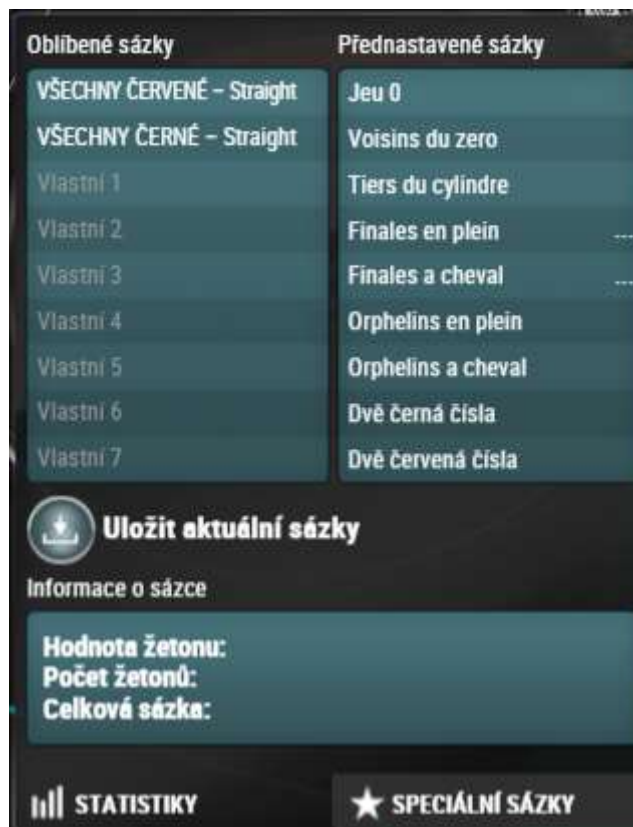 Oblíbené sázky
VŠECHNY ČERVENÉ – Straight
VŠECHNY ČERNÉ – Straight
Vlastní 1
Vlastní 2
Vlastní 3
Vlastní 4
Vlastní 5
Vlastní 6
Vlastní 7
Přednastavené sázky
Jeu 0
Voisins du zero
Tiers du cylindre
Finales en plein ...
Finales a cheval ...
Orphelins en plein
Orphelins a cheval
Dvě černá čísla
Dvě červená čísla
Uložit aktuální sázky
Informace o sázce
Hodnota žetonu:
Počet žetonů:
Celková sázka:
STATISTIKY
SPECIÁLNÍ SÁZKY